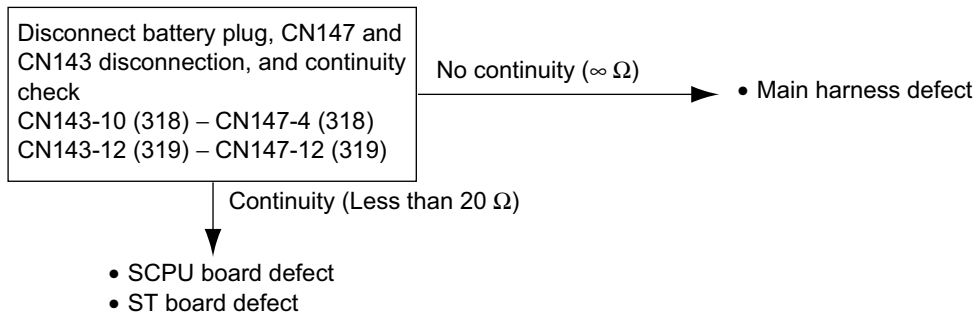 Disconnect battery plug, CN147 and
CN143 disconnection, and continuity
check
CN143-10 (318) – CN147-4 (318)
CN143-12 (319) – CN147-12 (319)
No continuity (∞ Ω)
• Main harness defect
Continuity (Less than 20 Ω)
• SCPU board defect
• ST board defect